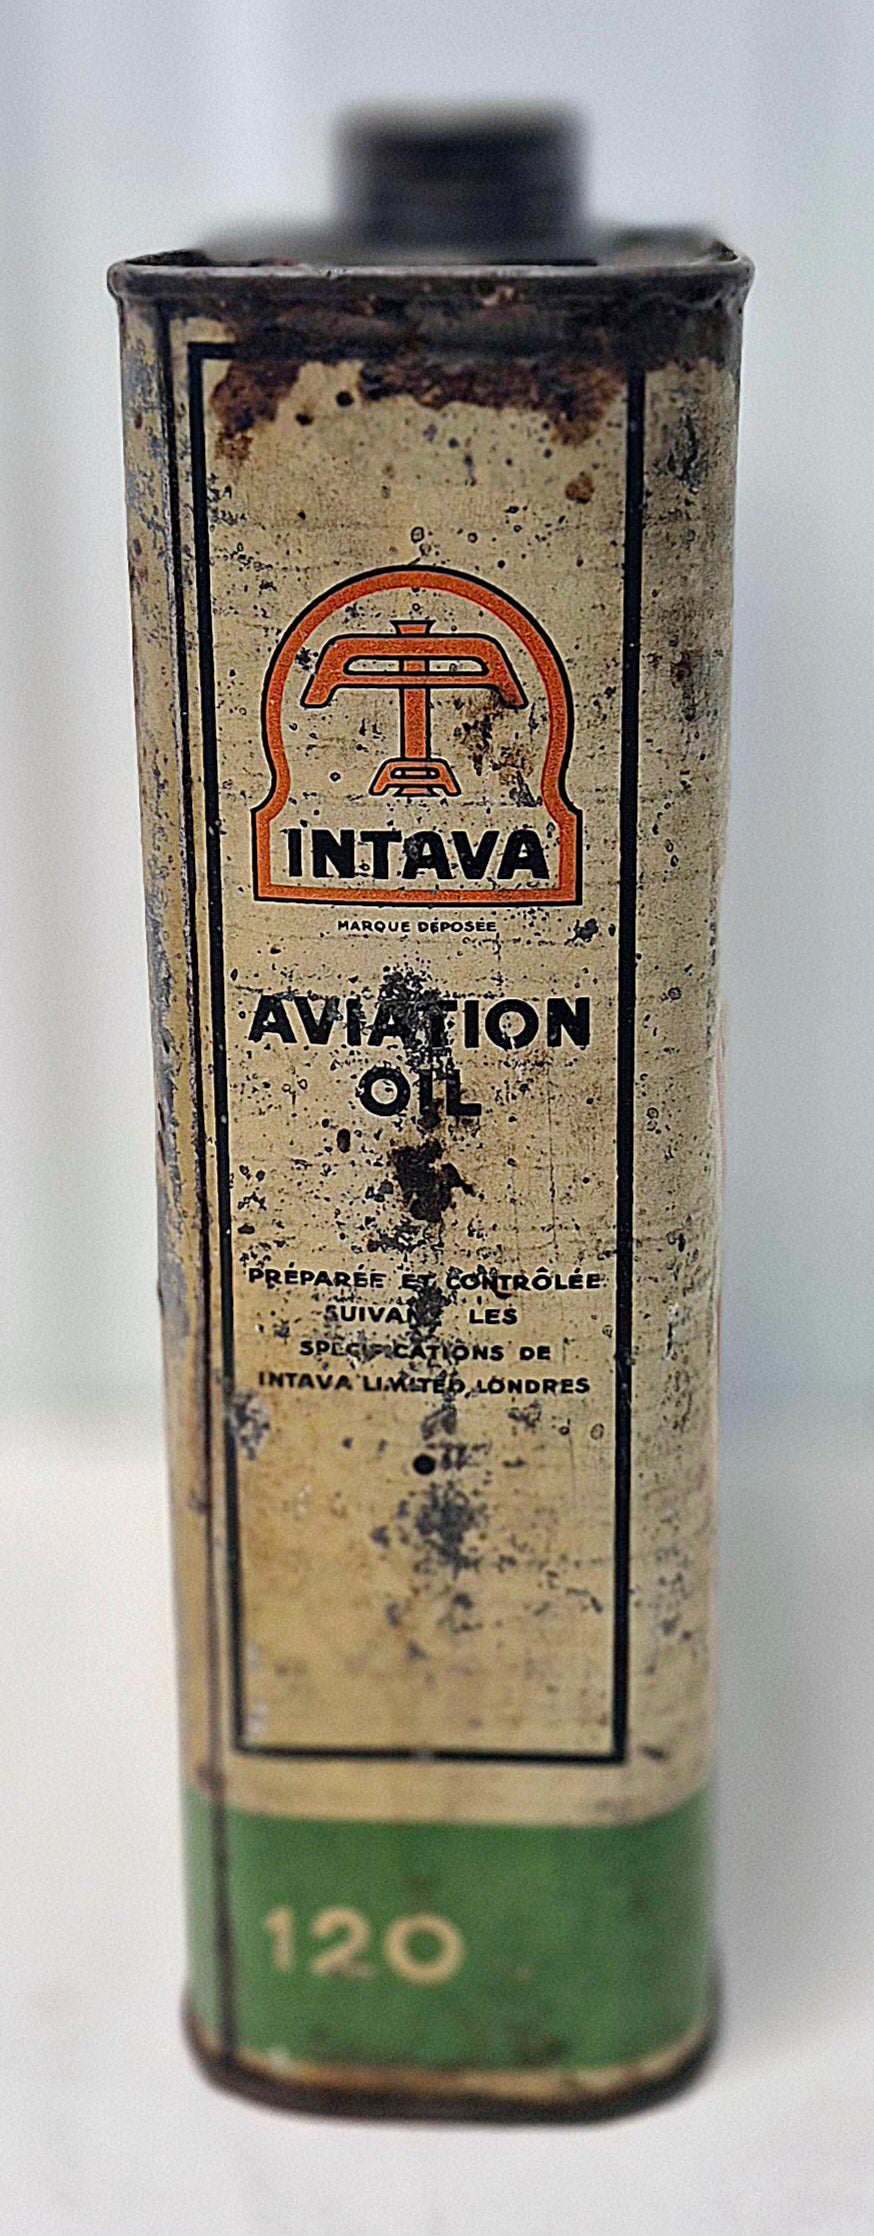 INTAVA
MARQUE DÉPOSÉE
AVIATION
OIL
PRÉPARÉE ET CONTRÔLÉE
SUIVANT LES
SPÉCIFICATIONS DE
INTAVA LIMITED, LONDRES
120